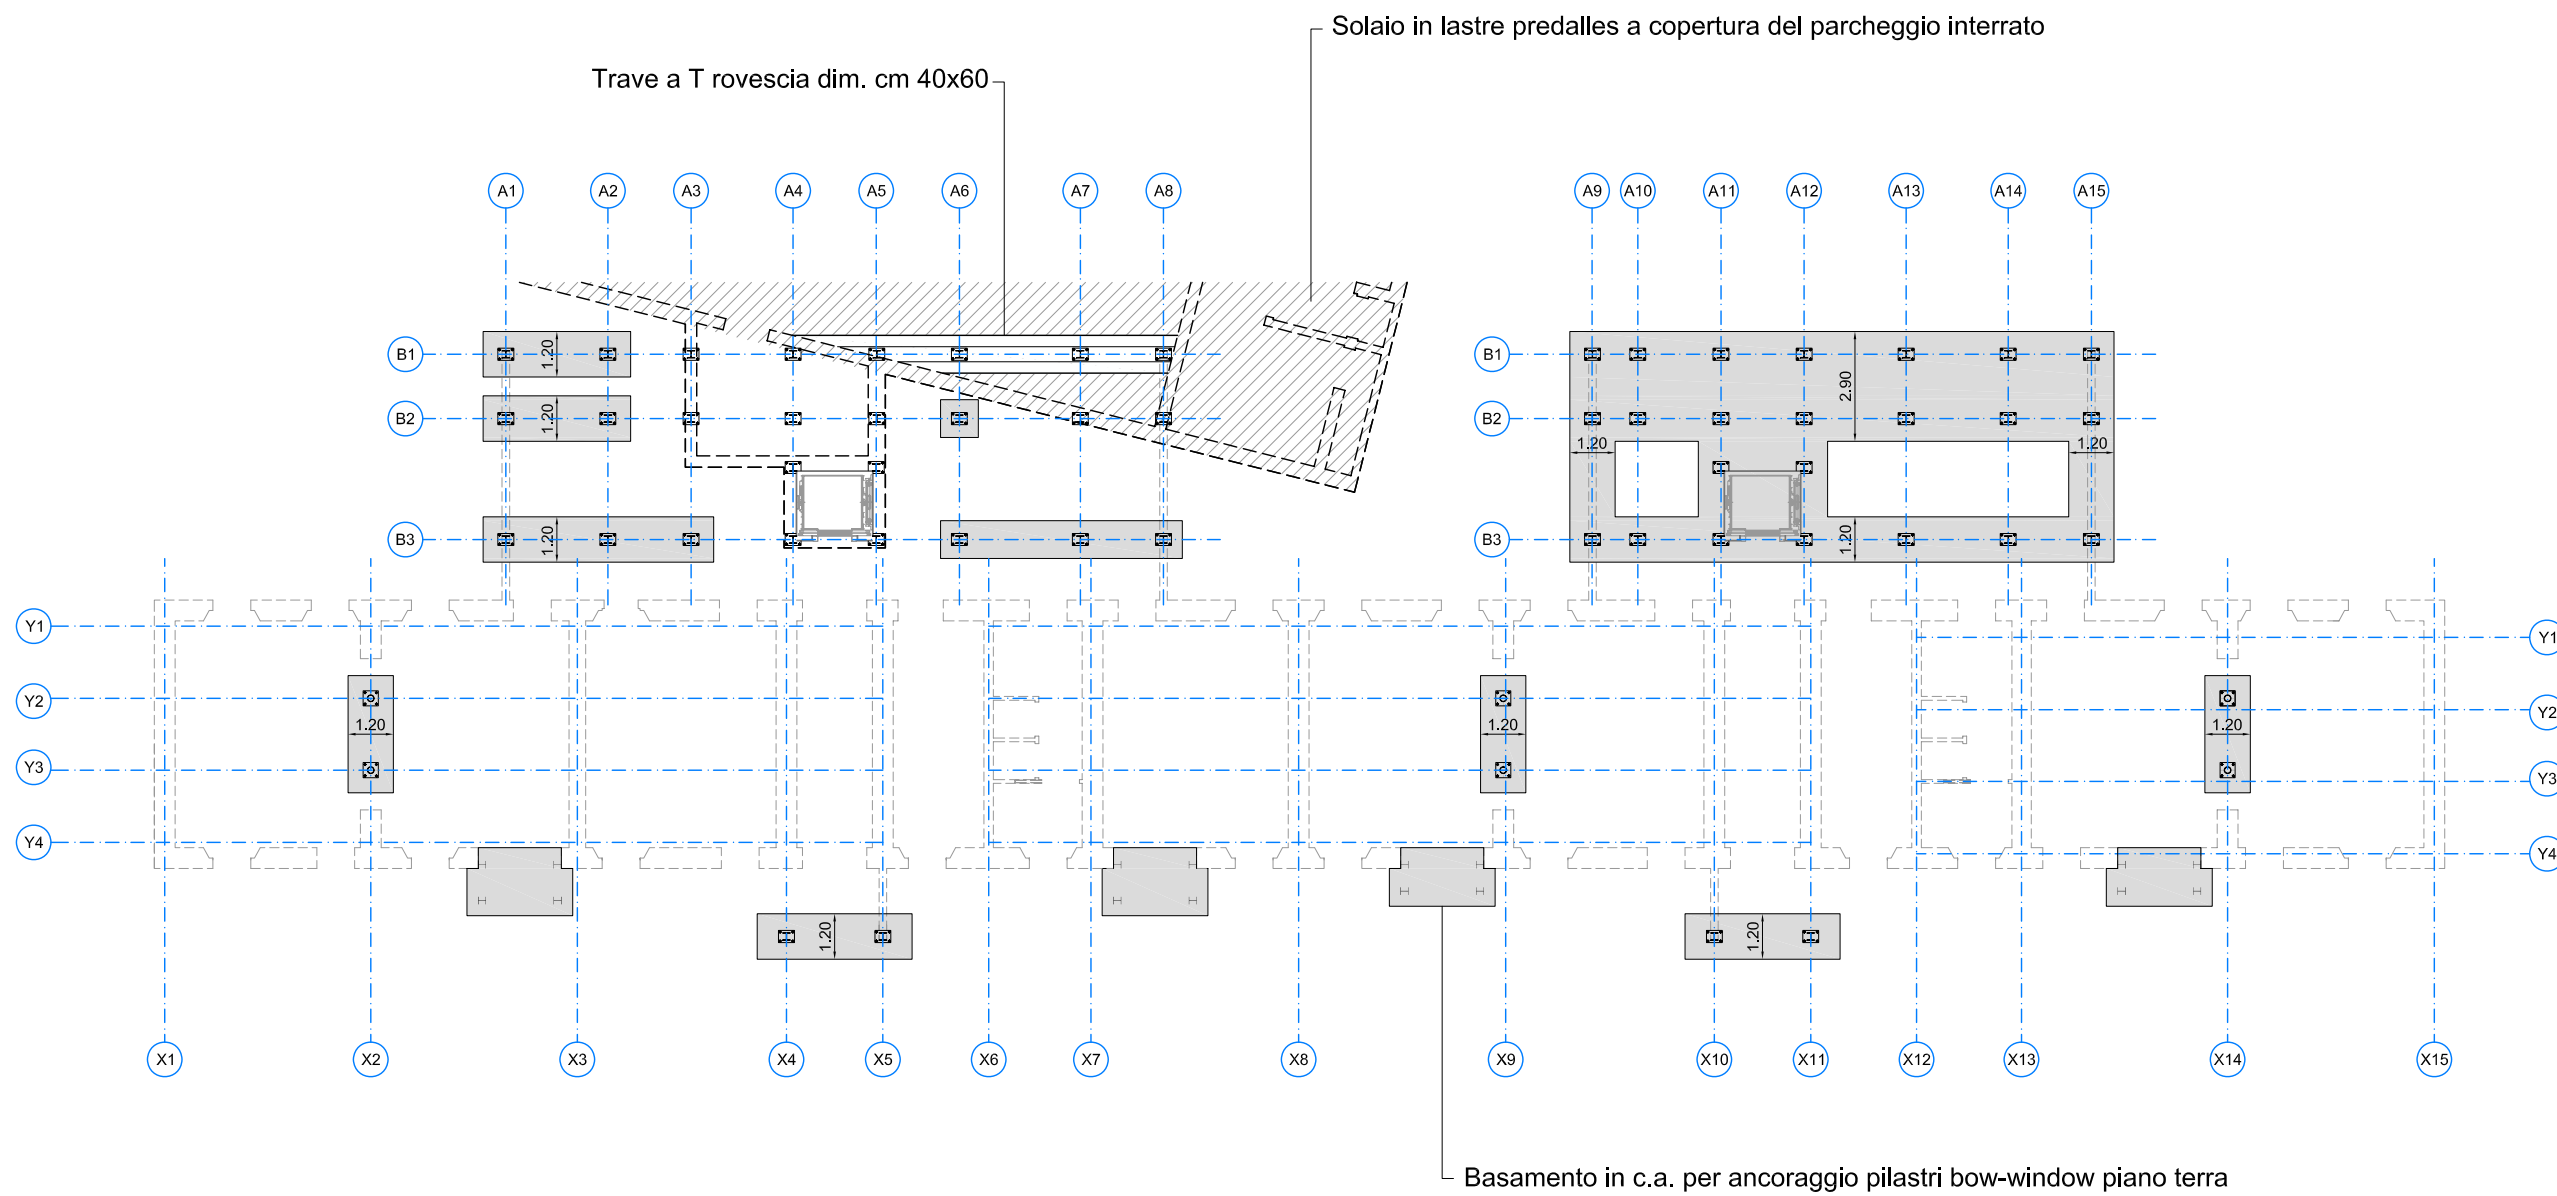 Solaio in lastre predalles a copertura del parcheggio interrato
Trave a T rovescia dim. cm 40x60
A1 A2 A3 A4 A5 A6 A7 A8 A9 A10 A11 A12 A13 A14 A15
B1 1.20 B1 2.90
B2 1.20 B2
1.20 1.20
B3 1.20 B3 1.20
Y1 Y1
Y2 Y2
1.20 1.20 1.20
Y3 Y3
Y4 Y4
1.20 1.20
X1 X2 X3 X4 X5 X6 X7 X8 X9 X10 X11 X12 X13 X14 X15
Basamento in c.a. per ancoraggio pilastri bow-window piano terra